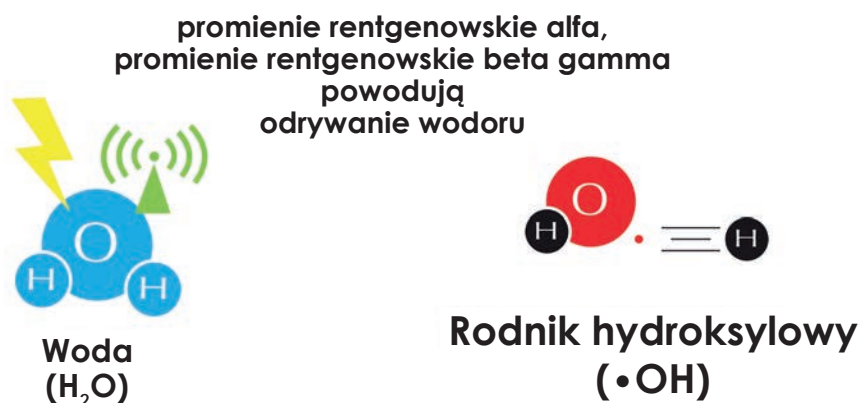 promienie rentgenowskie alfa,
promienie rentgenowskie beta gamma
powodują
odrywanie wodoru
O
H
H
Woda
(H₂O)
O
H
H
Rodnik hydroksylowy
(•OH)